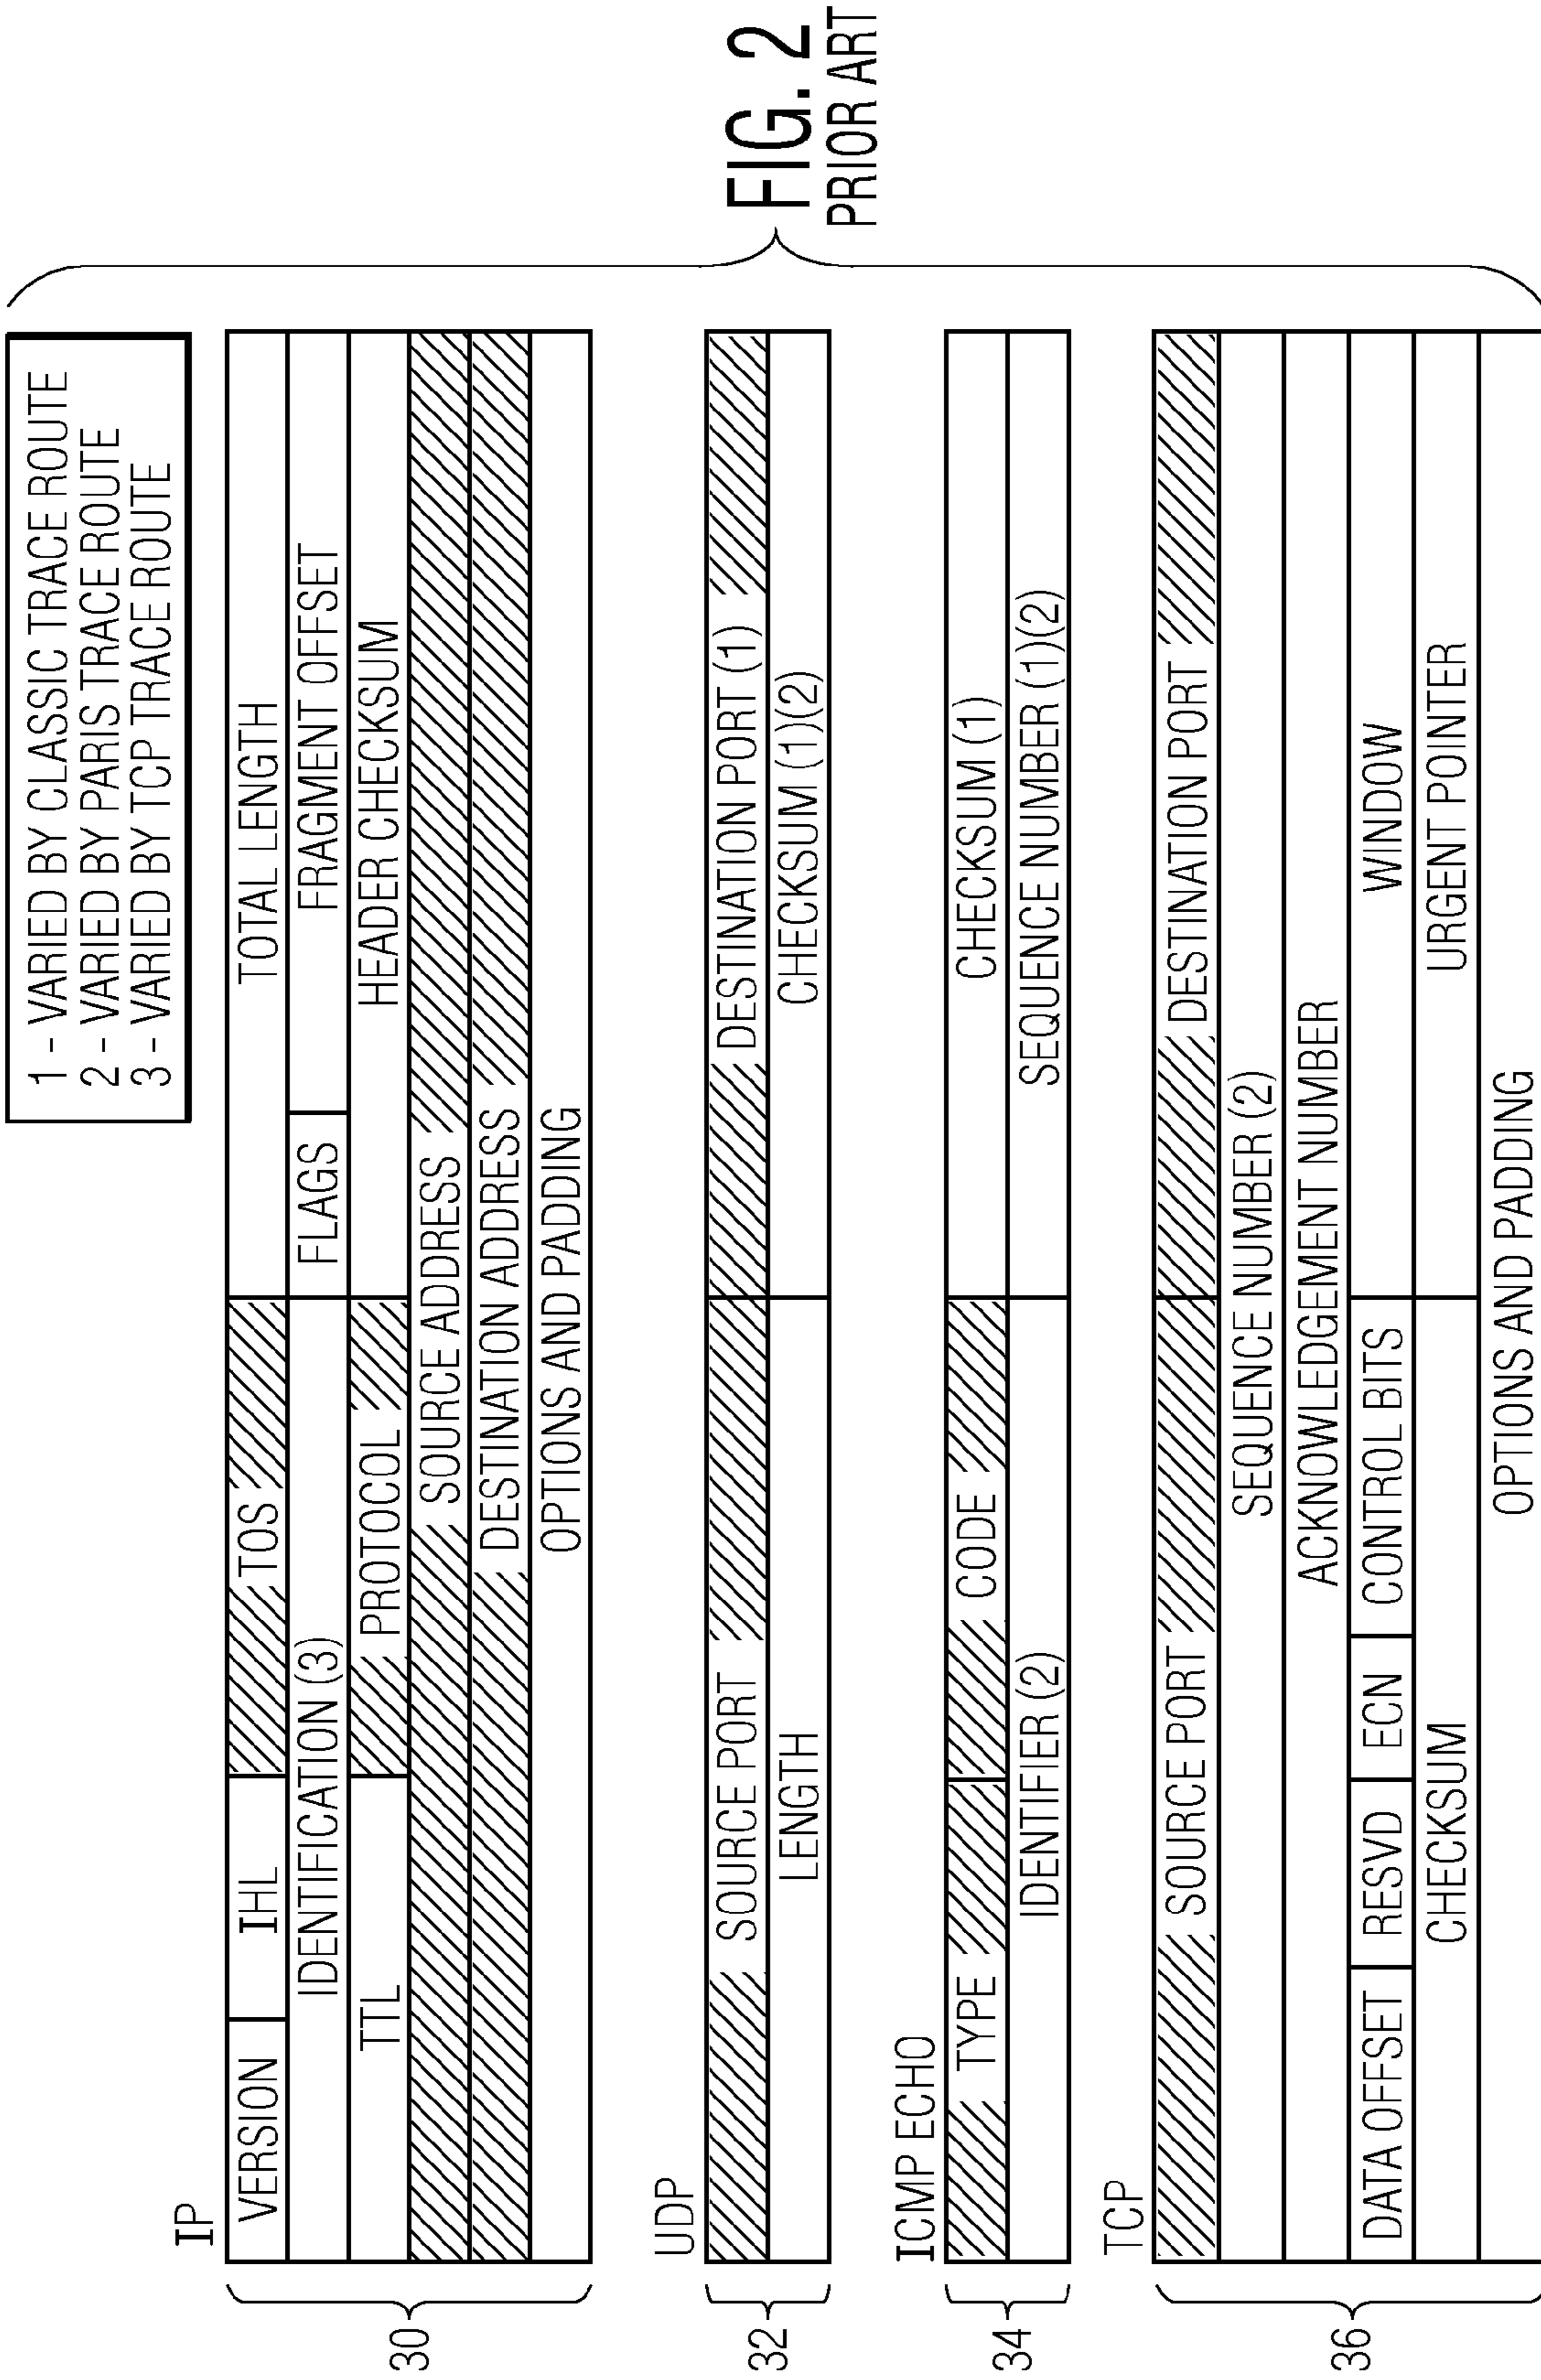 1 - VARIED BY CLASSIC TRACE ROUTE
2 - VARIED BY PARIS TRACE ROUTE
3 - VARIED BY TCP TRACE ROUTE
IP
30
VERSION IHL TOS TOTAL LENGTH
IDENTIFICATION (3) FLAGS FRAGMENT OFFSET
TTL PROTOCOL HEADER CHECKSUM
SOURCE ADDRESS
DESTINATION ADDRESS
OPTIONS AND PADDING
UDP
32
SOURCE PORT DESTINATION PORT (1)
LENGTH CHECKSUM (1)(2)
ICMP ECHO
34
TYPE CODE CHECKSUM (1)
IDENTIFIER (2) SEQUENCE NUMBER (1)(2)
TCP
36
SOURCE PORT DESTINATION PORT
SEQUENCE NUMBER (2)
ACKNOWLEDGEMENT NUMBER
DATA OFFSET RESVD ECN CONTROL BITS WINDOW
CHECKSUM URGENT POINTER
OPTIONS AND PADDING
FIG. 2
PRIOR ART